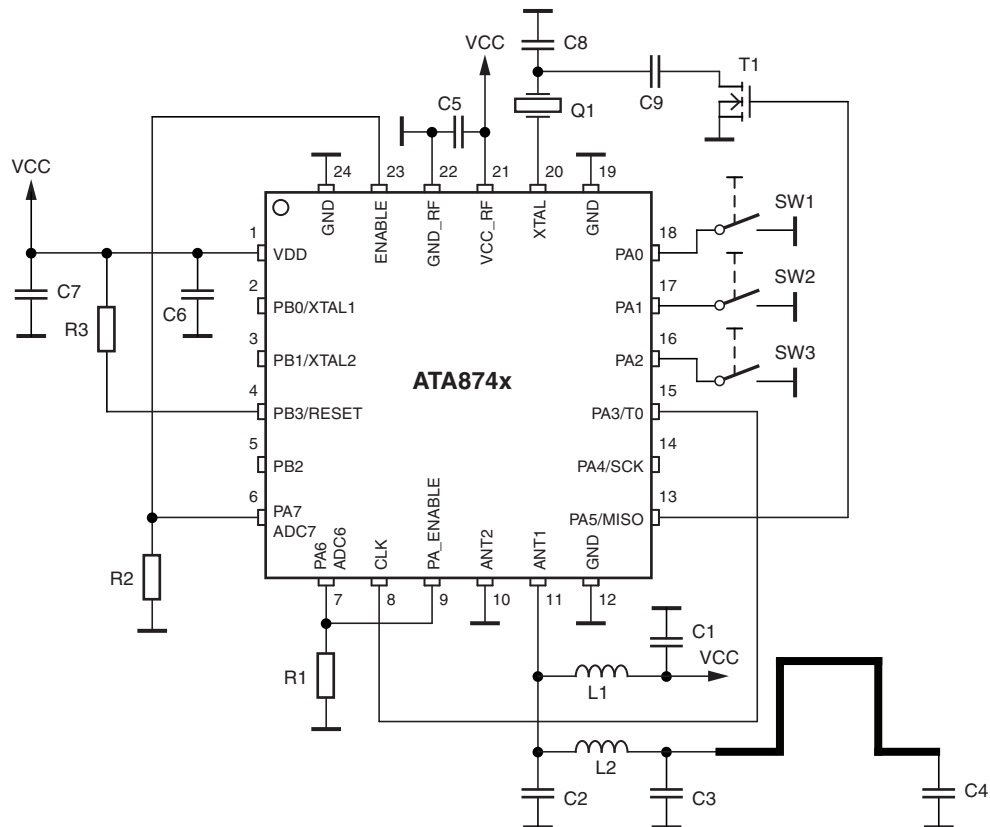 VCC
C8
T1
C9
C5
Q1
VCC
24
23
22
21
20
19
GND
ENABLE
GND_RF
VCC_RF
XTAL
GND
1
VDD
2
PB0/XTAL1
3
PB1/XTAL2
4
PB3/RESET
5
PB2
6
PA7
ADC7
C7
R3
C6
R2
ATA874x
18
PA0
SW1
17
PA1
SW2
16
PA2
SW3
15
PA3/T0
14
PA4/SCK
13
PA5/MISO
PA6
ADC6
CLK
PA_ENABLE
ANT2
ANT1
GND
7
8
9
10
11
12
R1
C1
VCC
L1
L2
C2
C3
C4